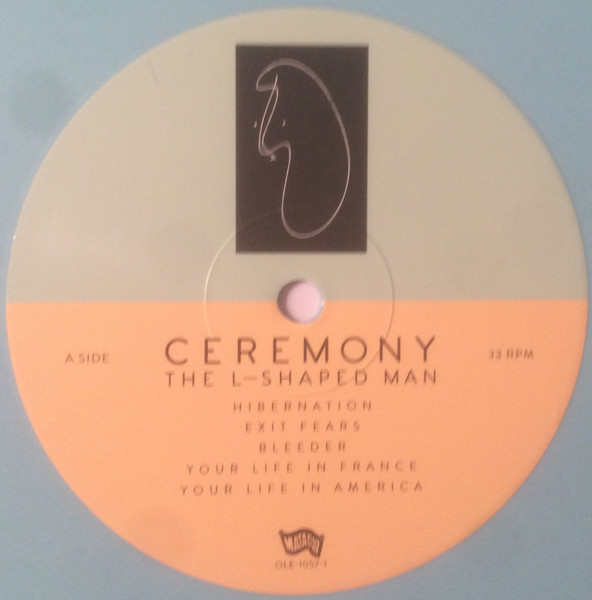 A SIDE
CEREMONY
33 RPM
THE L-SHAPED MAN
HIBERNATION
EXIT FEARS
BLEEDER
YOUR LIFE IN FRANCE
YOUR LIFE IN AMERICA
MATADOR
OLE-1057-1